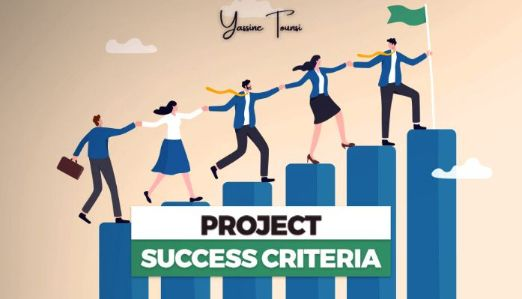 Yassine Tounsi
PROJECT
SUCCESS CRITERIA